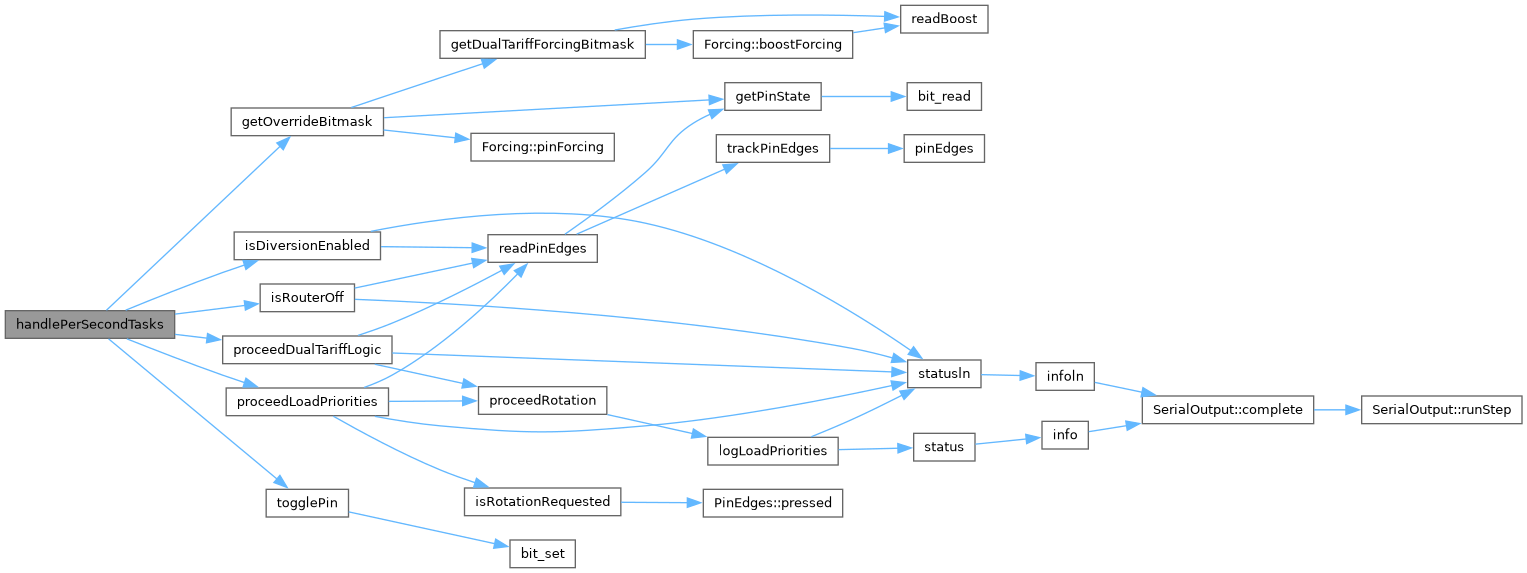 handlePerSecondTasks
getOverrideBitmask
getDualTariffForcingBitmask
Forcing::boostForcing
readBoost
getPinState
bit_read
Forcing::pinForcing
trackPinEdges
pinEdges
isDiversionEnabled
readPinEdges
isRouterOff
proceedDualTariffLogic
proceedLoadPriorities
proceedRotation
statusln
infoln
SerialOutput::complete
SerialOutput::runStep
logLoadPriorities
status
info
isRotationRequested
PinEdges::pressed
togglePin
bit_set